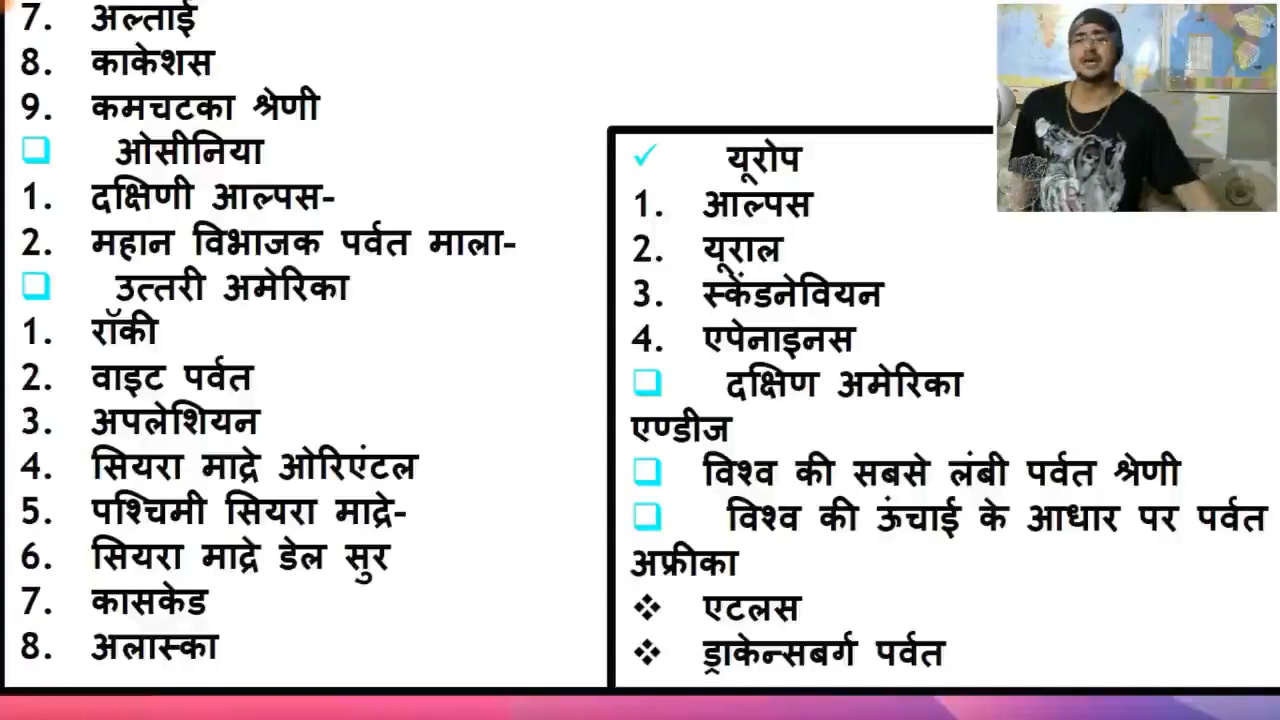 7. अल्ताई
8. काकेशस
9. कमचटका श्रेणी
ओसीनिया
1. दक्षिणी आल्पस-
2. महान विभाजक पर्वत माला-
उत्तरी अमेरिका
1. रॉकी
2. वाइट पर्वत
3. अपलेशियन
4. सियरा माद्रे ओरिएंटल
5. पश्चिमी सियरा माद्रे-
6. सियरा माद्रे डेल सुर
7. कासकेड
8. अलास्का
यूरोप
1. आल्पस
2. यूराल
3. स्केंडनेवियन
4. एपेनाइनस
दक्षिण अमेरिका
एण्डीज
विश्व की सबसे लंबी पर्वत श्रेणी
विश्व की ऊंचाई के आधार पर पर्वत
अफ्रीका
एटलस
ड्राकेन्सबर्ग पर्वत